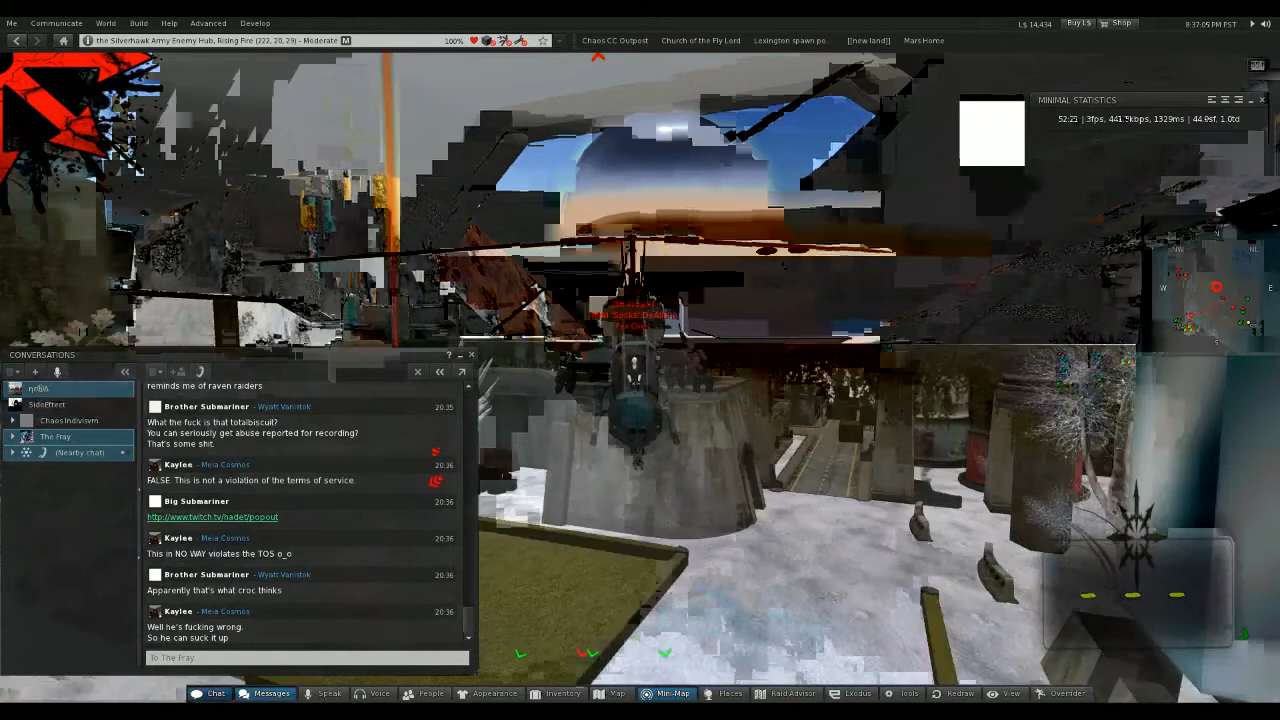 Me Communicate World Build Help Advanced Develop
L$ 14,434 Buy L$ Shop 8:37:05 PM PST
the Silverhawk Army Enemy Hub, Rising Fire (222, 20, 29) - Moderate M 100%
Chaos CC Outpost Church of the Fly Lord Lexington spawn po [[new land]] Mars Home
MINIMAL STATISTICS
NW N W E S
Fox Corp
CONVERSATIONS ?
SideEffect
Chaos Indivisvm
The Fray
(Nearby chat)
reminds me of raven raiders
Brother Submariner - Wyatt Vanistok 20:35
What the fuck is that totalbiscuit?
You can seriously get abuse reported for recording?
That's some shit.
Kaylee - Meia Cosmos 20:36
FALSE. This is not a violation of the terms of service.
Big Submariner 20:36
http://www.twitch.tv/hadet/popout
Kaylee - Meia Cosmos 20:36
This in NO WAY violates the TOS o_o
Brother Submariner - Wyatt Vanistok 20:36
Apparently that's what croc thinks
Kaylee - Meia Cosmos 20:36
Well he's fucking wrong.
So he can suck it up
To The Fray
Chat Messages Speak Voice People Appearance Inventory Map Mini-Map Places Raid Advisor Exodus Tools Redraw View Overrider